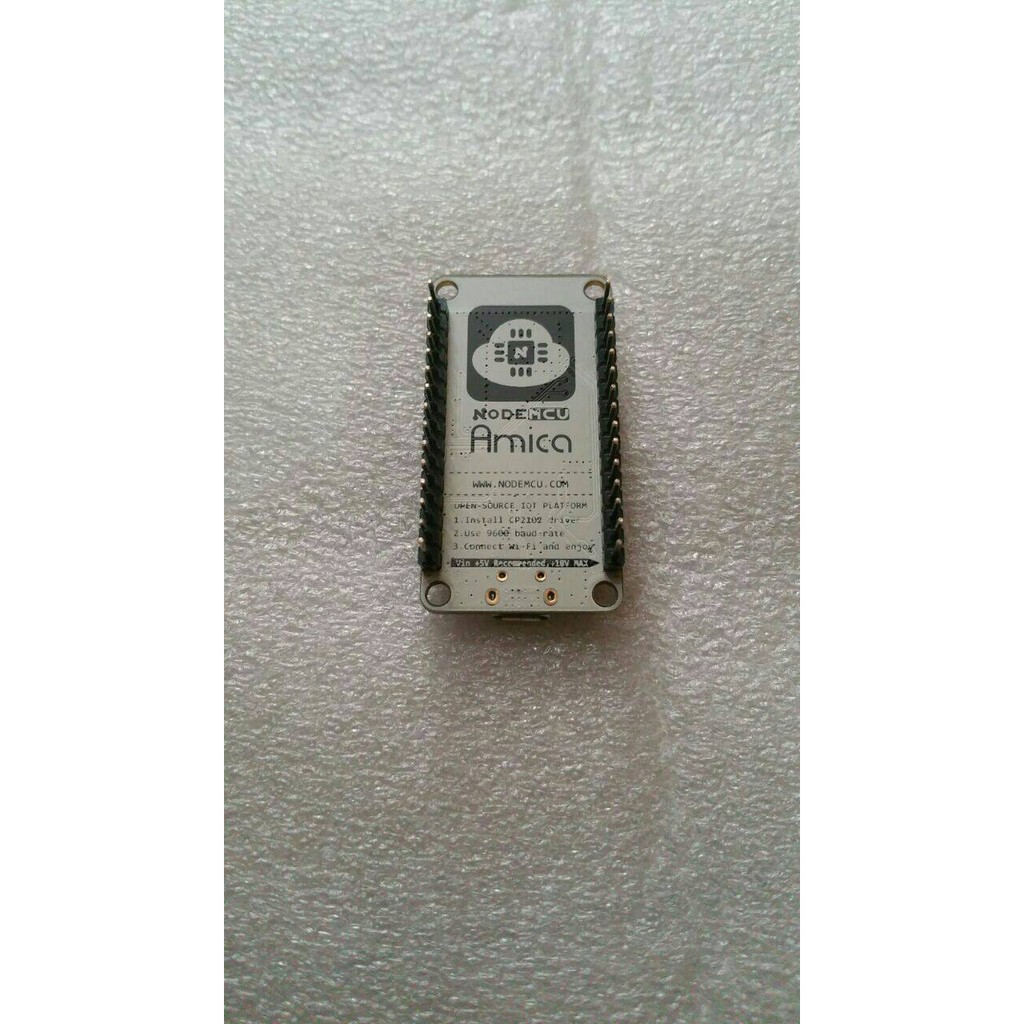 N
NODEMCU
Amica
WWW.NODEMCU.COM
OPEN-SOURCE IOT PLATFORM
1.Install CP2102 driver
2.Use 9600 baud rate
3.Connect Wi-Fi and enjoy
Vin +5V Recommended,+10V MAX